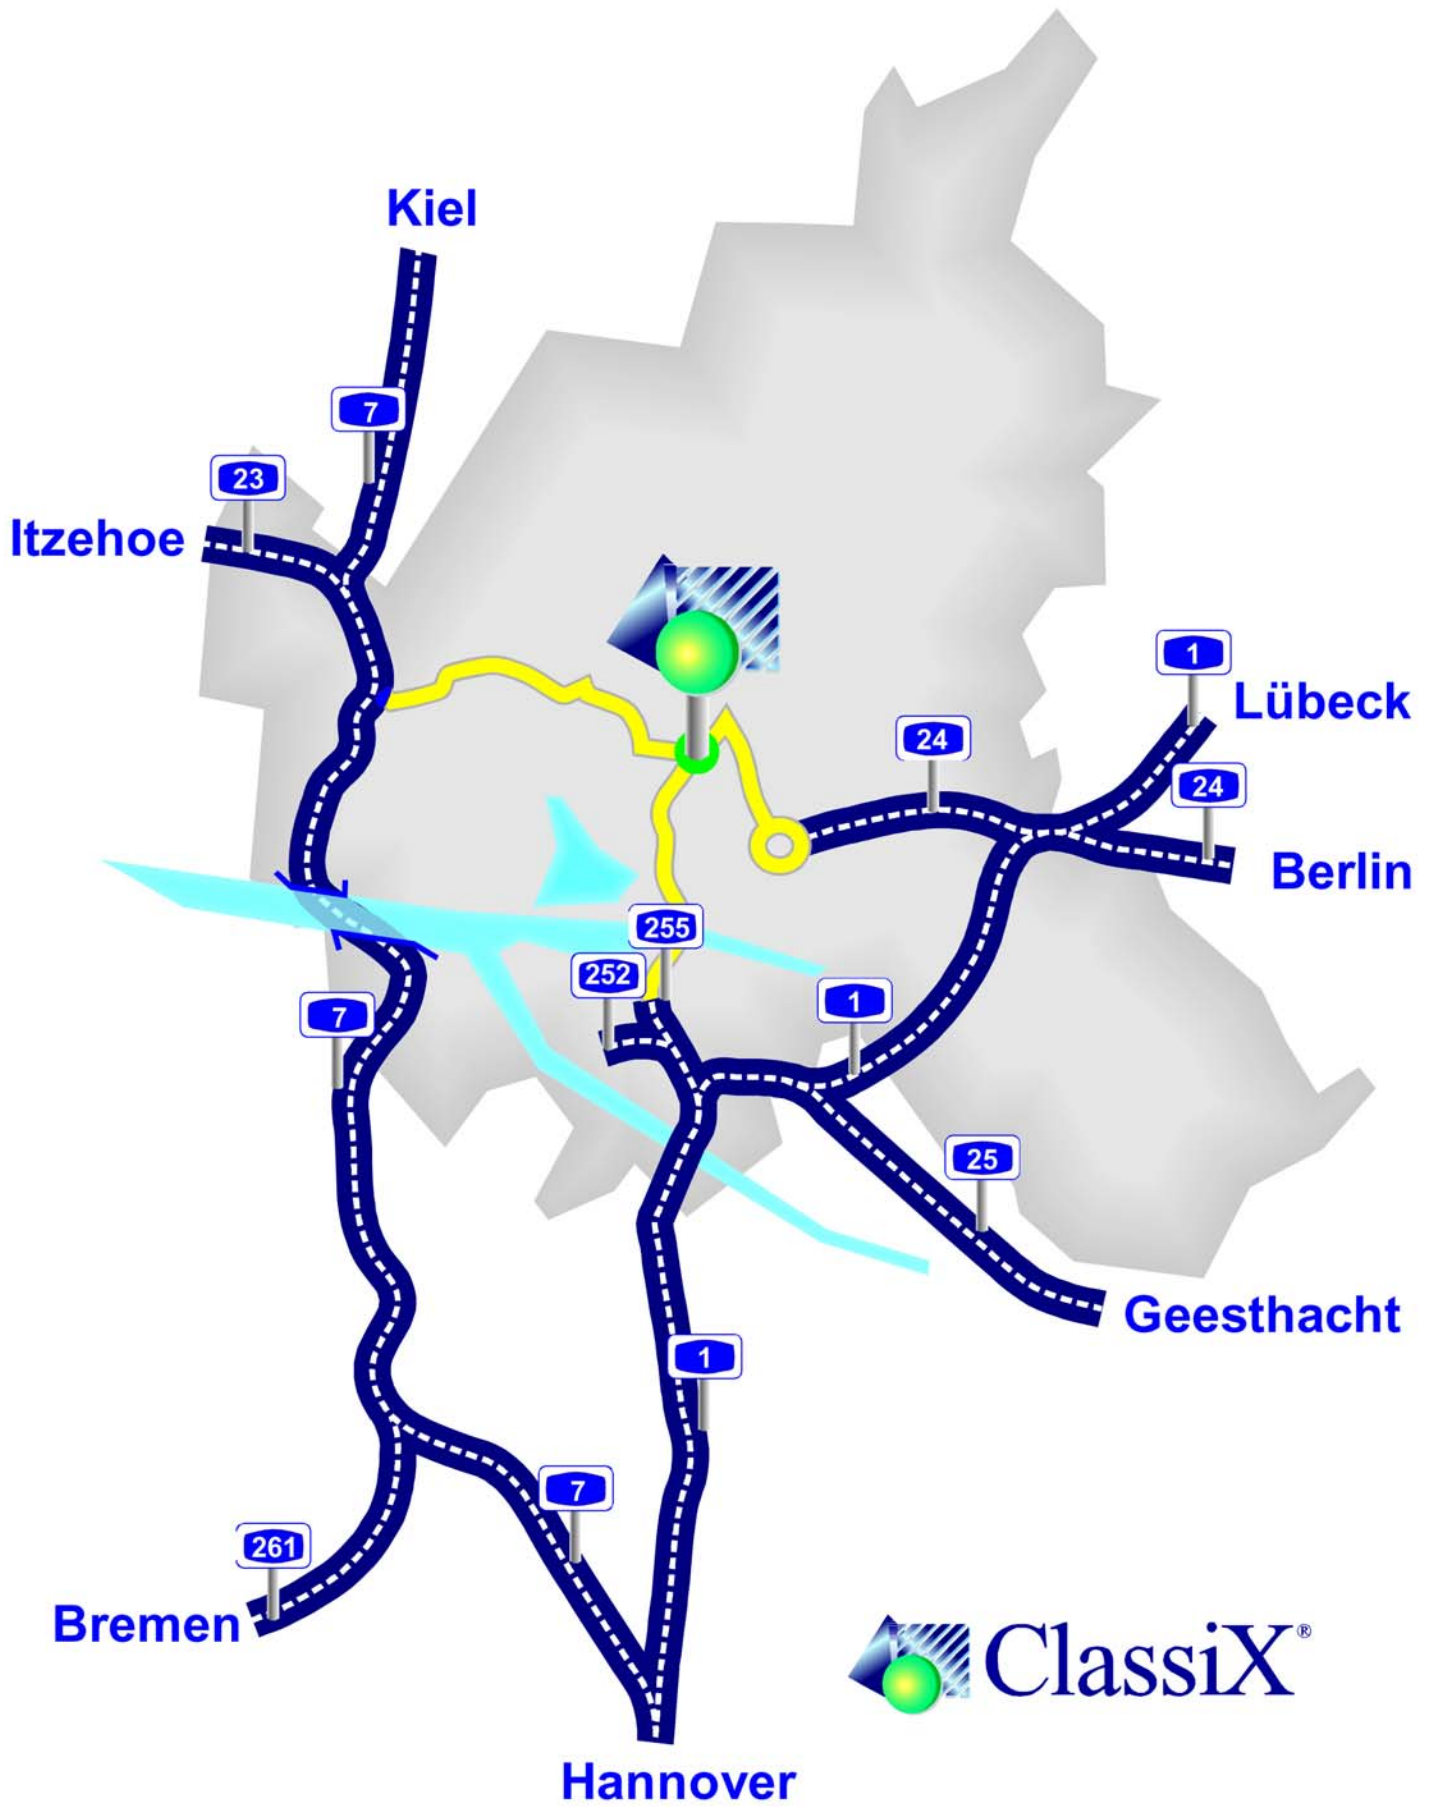 Kiel
7
23
Itzehoe
1
Lübeck
24
24
Berlin
255
252
1
7
25
Geesthacht
1
7
261
Bremen
ClassiX®
Hannover